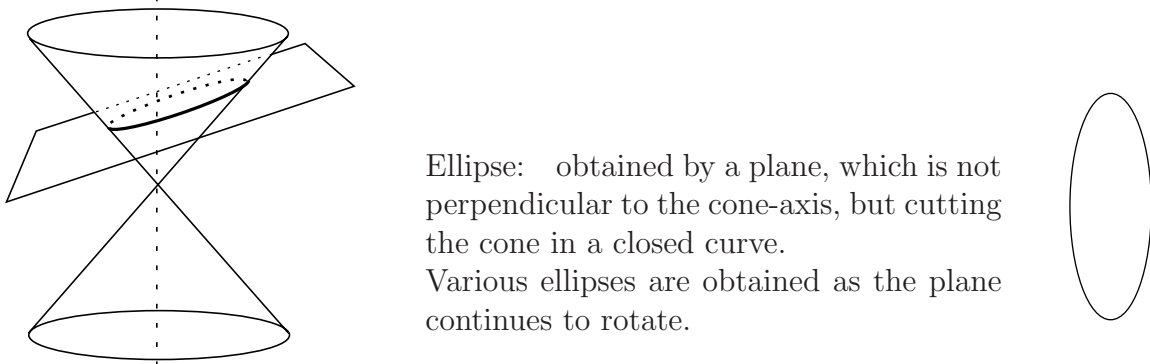 Ellipse: obtained by a plane, which is not
perpendicular to the cone-axis, but cutting
the cone in a closed curve.
Various ellipses are obtained as the plane
continues to rotate.